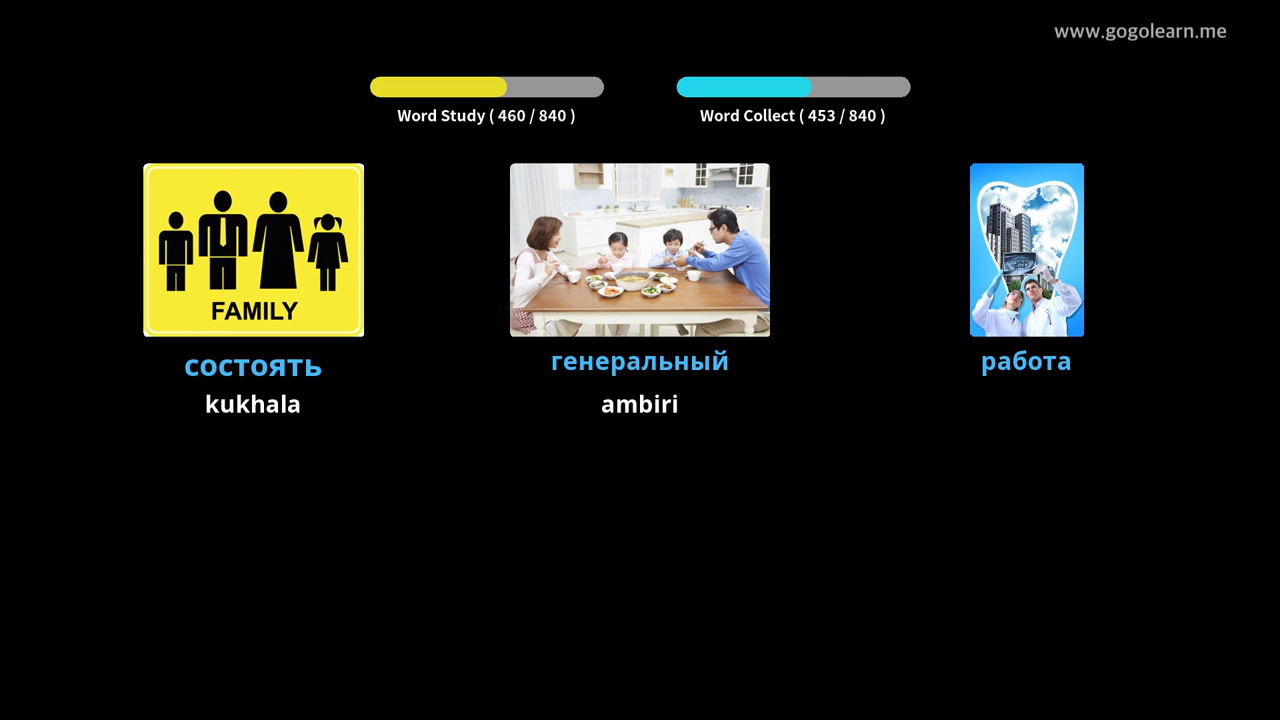 www.gogolearn.me
Word Study ( 460 / 840 )
Word Collect ( 453 / 840 )
FAMILY
состоять
генеральный
работа
kukhala
ambiri